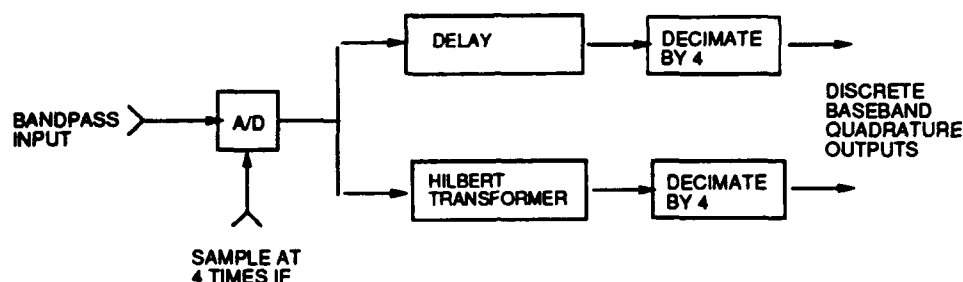 DELAY
DECIMATE
BY 4
BANDPASS
INPUT
A/D
DISCRETE
BASEBAND
QUADRATURE
OUTPUTS
HILBERT
TRANSFORMER
DECIMATE
BY 4
SAMPLE AT
4 TIMES IF